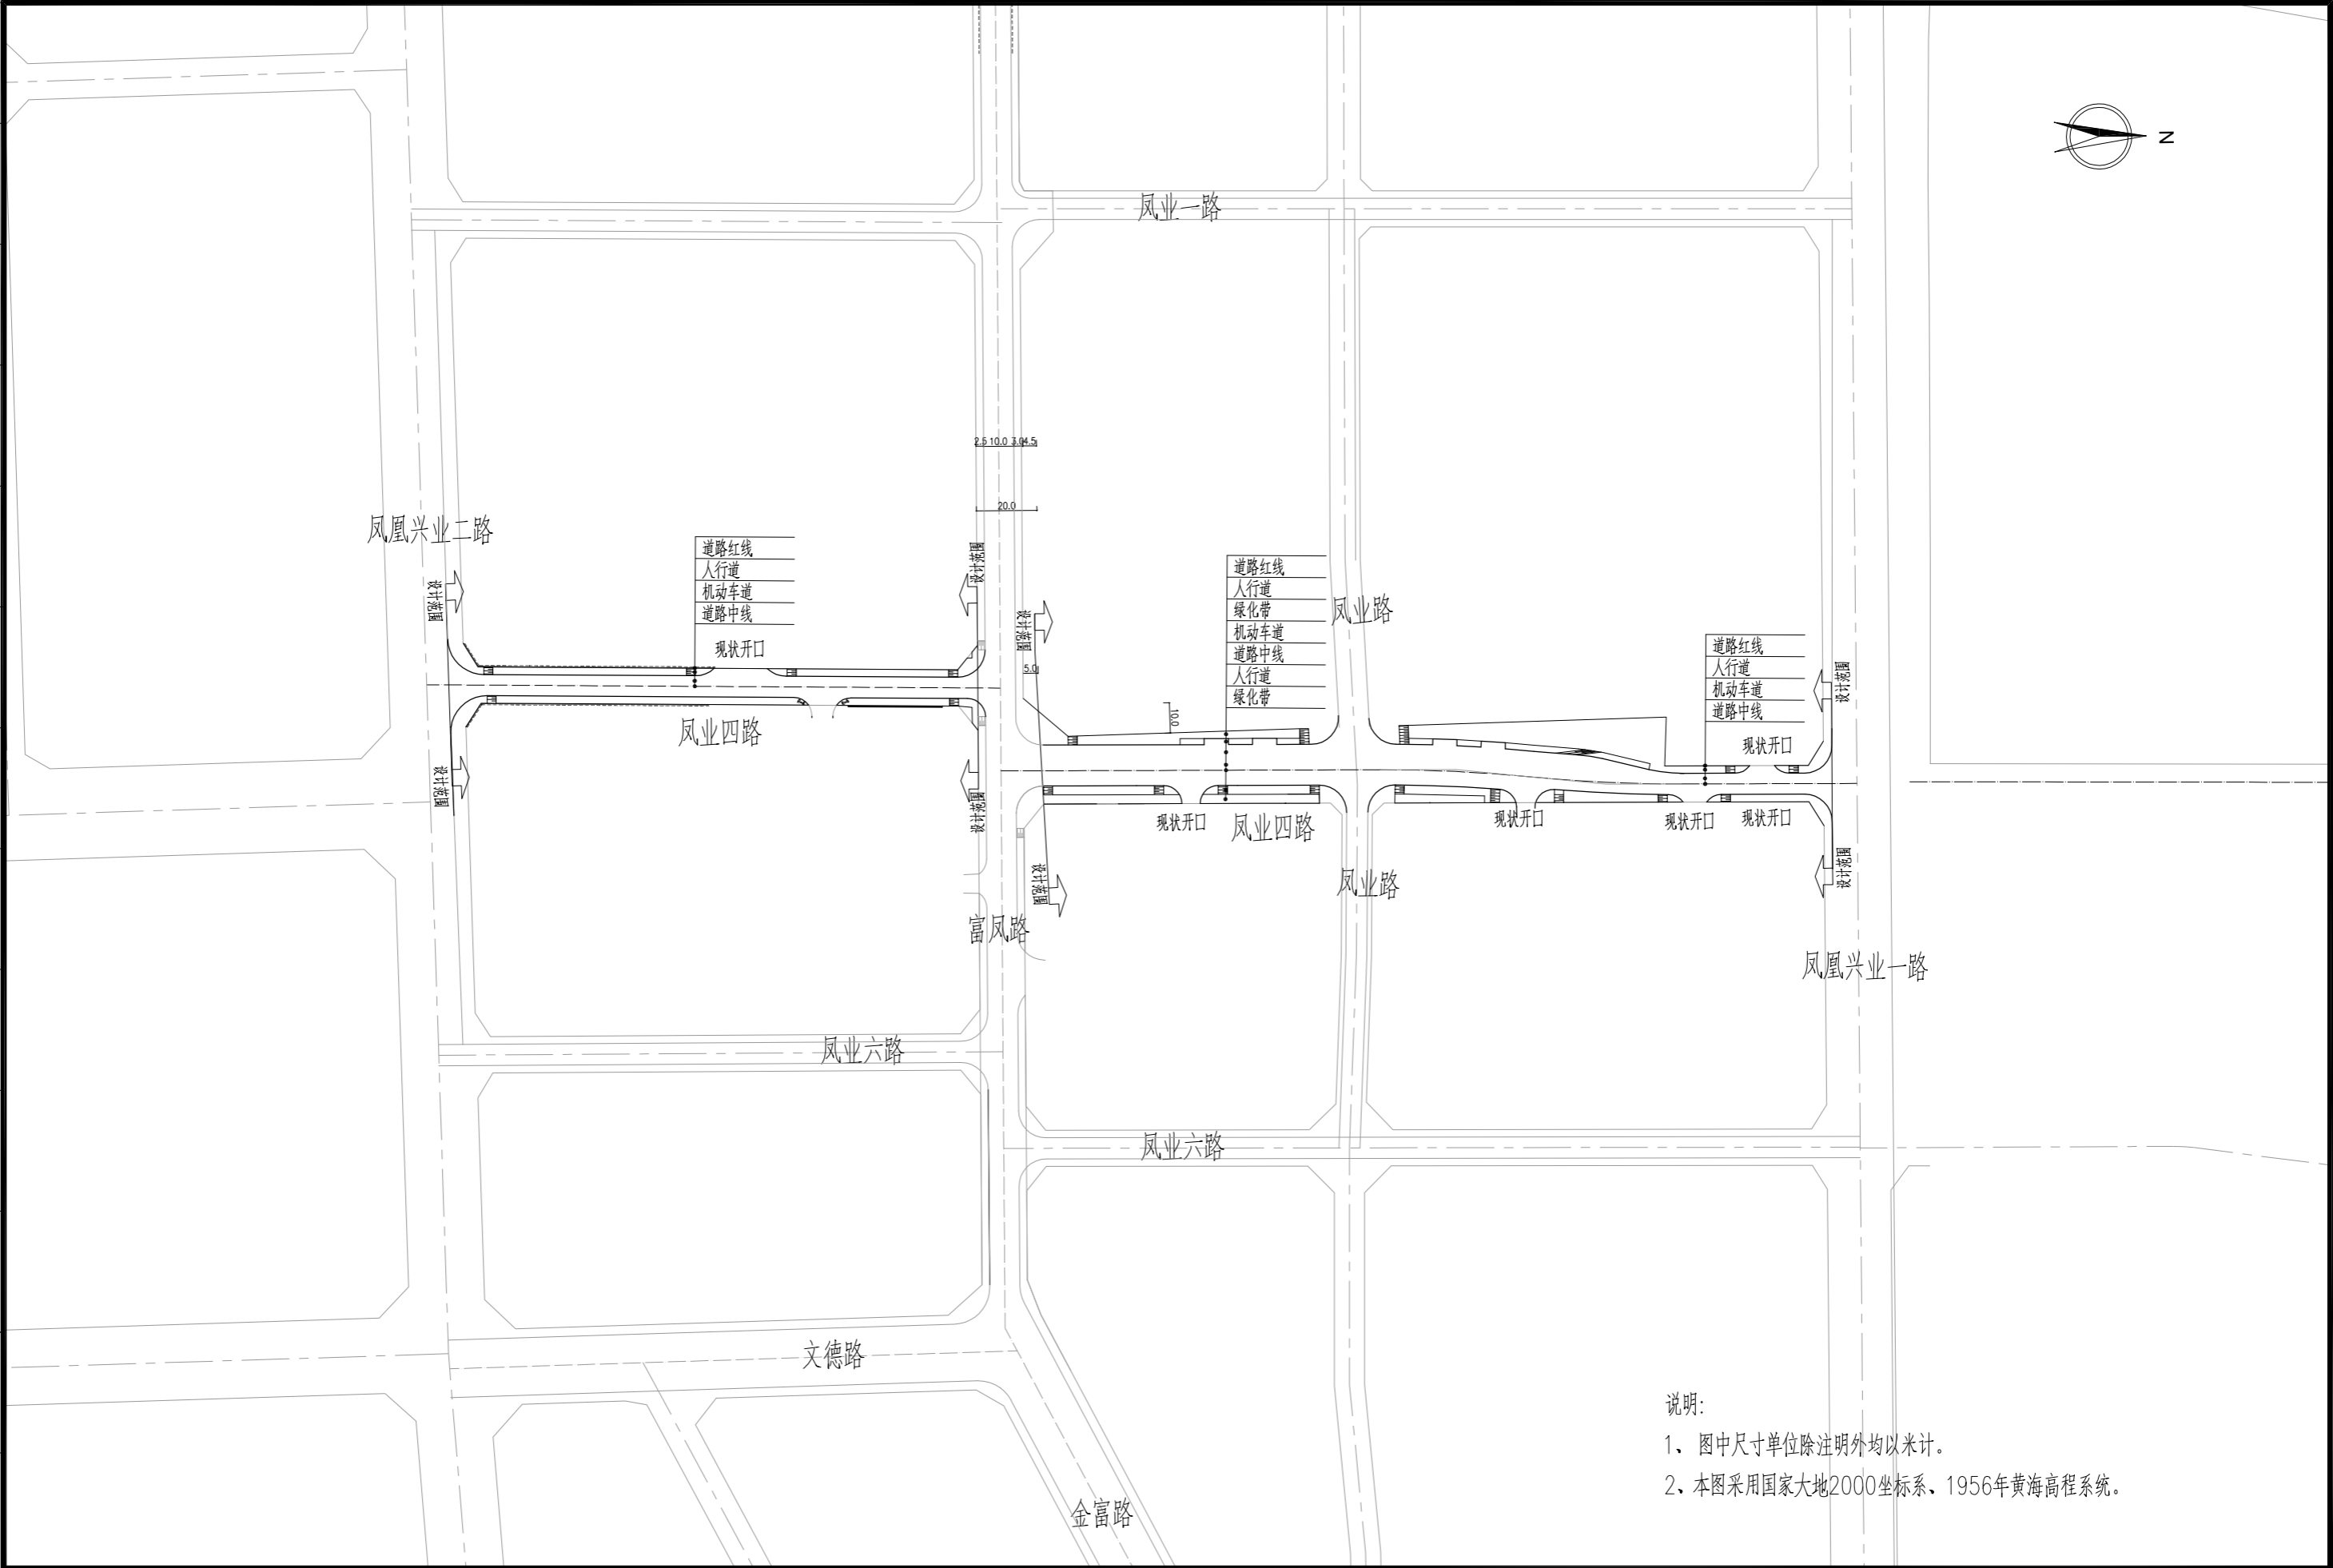 N
凤业一路
2.5 10.0 3.0 4.5
20.0
凤凰兴业二路
道路红线
人行道
机动车道
道路中线
现状开口
设计范围
设计范围
设计范围
道路红线
人行道
绿化带
机动车道
道路中线
人行道
绿化带
凤业路
道路红线
人行道
机动车道
道路中线
现状开口
设计范围
5.0
10.0
凤业四路
设计范围
设计范围
现状开口
凤业四路
现状开口
现状开口
现状开口
设计范围
设计范围
凤业路
富凤路
凤凰兴业一路
凤业六路
凤业六路
文德路
金富路
说明:
1、 图中尺寸单位除注明外均以米计。
2、本图采用国家大地2000坐标系、1956年黄海高程系统。